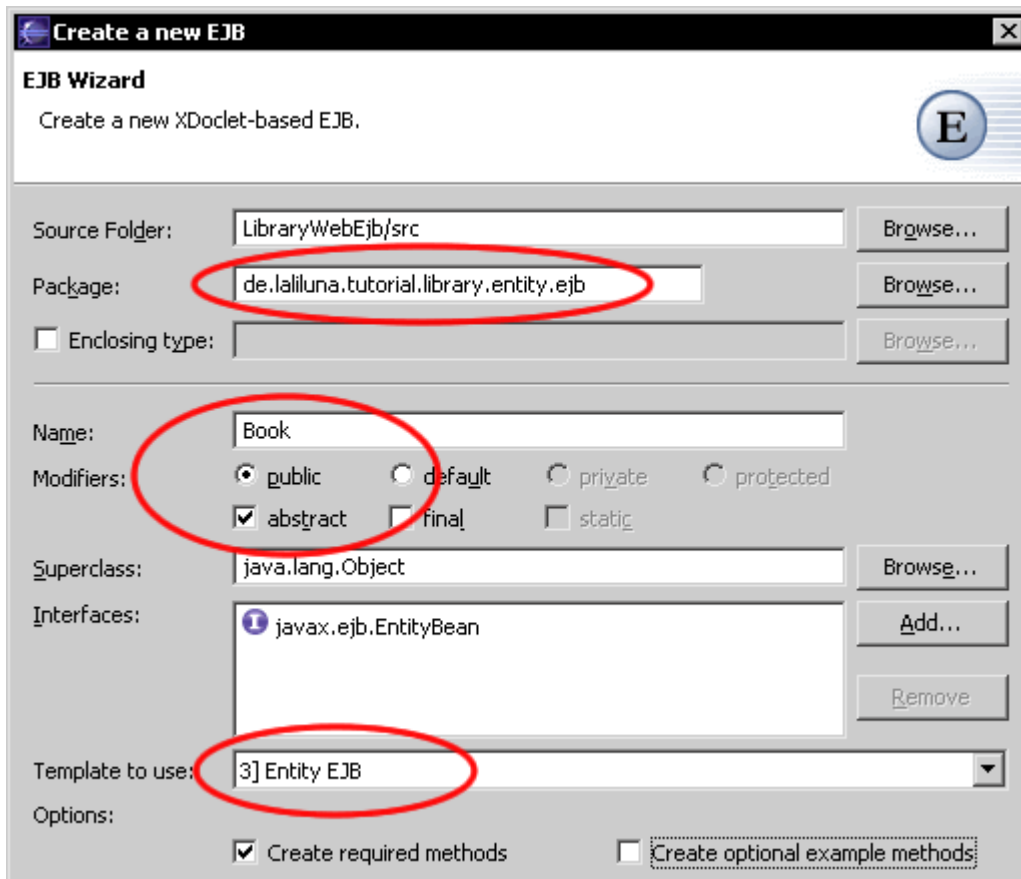 Create a new EJB
EJB Wizard
Create a new XDoclet-based EJB.
E
Source Folder: LibraryWebEjb/src Browse...
Package: de.laliluna.tutorial.library.entity.ejb Browse...
Enclosing type: Browse...
Name: Book
Modifiers: public default private protected
abstract final static
Superclass: java.lang.Object Browse...
Interfaces: I javax.ejb.EntityBean Add...
Remove
Template to use: 3] Entity EJB
Options:
Create required methods Create optional example methods